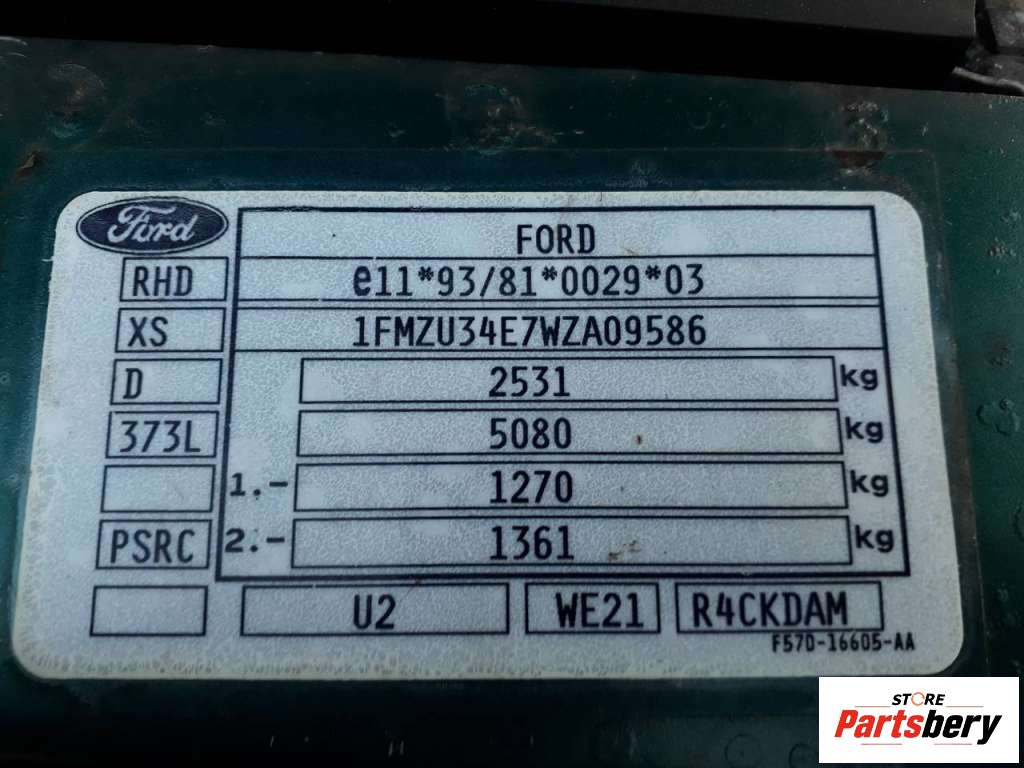 Ford
FORD
RHD e11*93/81*0029*03
XS 1FMZU34E7WZA09586
D 2531 kg
373L 5080 kg
1.- 1270 kg
PSRC 2.- 1361 kg
U2 WE21 R4CKDAM
F57D-16605-AA
STORE
Partsbery